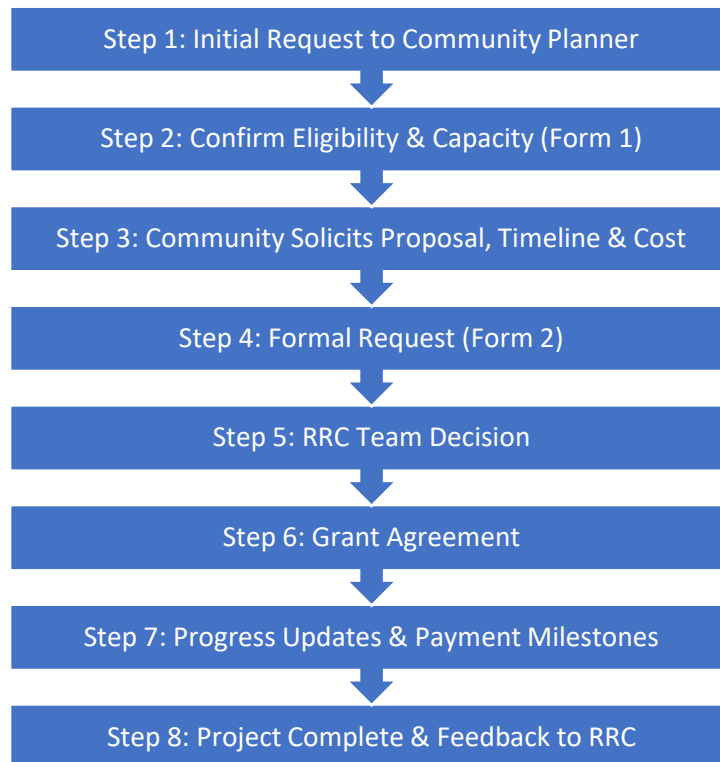 Step 1: Initial Request to Community Planner
Step 2: Confirm Eligibility & Capacity (Form 1)
Step 3: Community Solicits Proposal, Timeline & Cost
Step 4: Formal Request (Form 2)
Step 5: RRC Team Decision
Step 6: Grant Agreement
Step 7: Progress Updates & Payment Milestones
Step 8: Project Complete & Feedback to RRC